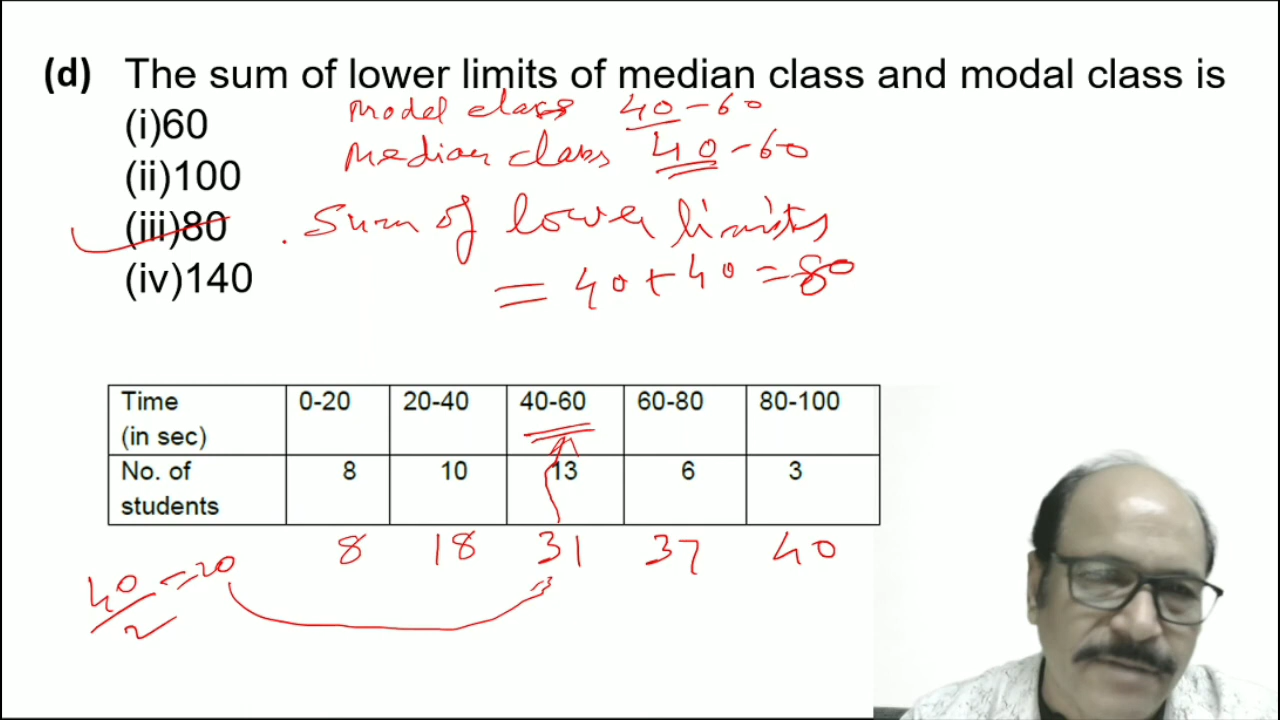 (d) The sum of lower limits of median class and modal class is
(i)60
model class 40-60
(ii)100
median class 40-60
(iii)80
. Sum of lower limits
(iv)140
= 40+40=80
Time (in sec) 0-20 20-40 40-60 60-80 80-100
No. of students 8 10 13 6 3
8 18 31 37 40
40/2 =20